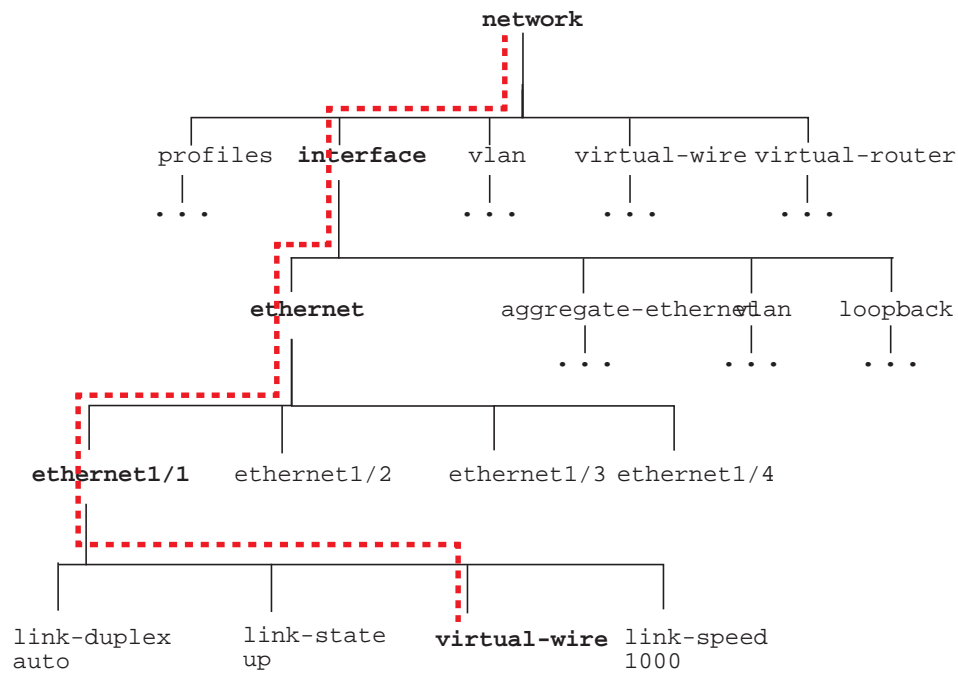 network
profiles interface vlan virtual-wire virtual-router
. . . . . . . . . . . .
ethernet aggregate-ethernet vlan loopback
. . . . . . . . .
ethernet1/1 ethernet1/2 ethernet1/3 ethernet1/4
link-duplex link-state virtual-wire link-speed
auto up 1000